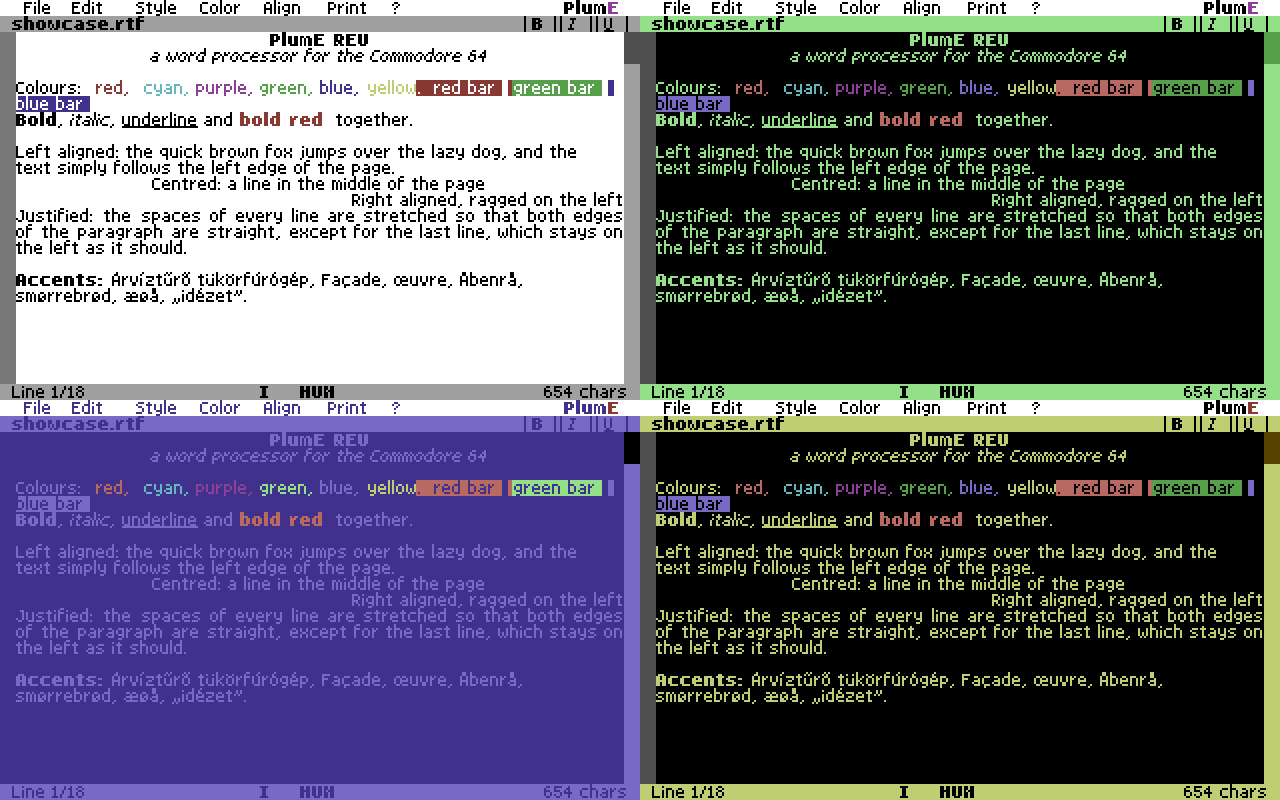 File Edit Style Color Align Print ? PlumE
showcase.rtf B I U
PlumE REU
a word processor for the Commodore 64
Colours: red, cyan, purple, green, blue, yellow. red bar green bar
blue bar
Bold, italic, underline and bold red together.
Left aligned: the quick brown fox jumps over the lazy dog, and the
text simply follows the left edge of the page.
Centred: a line in the middle of the page
Right aligned, ragged on the left
Justified: the spaces of every line are stretched so that both edges
of the paragraph are straight, except for the last line, which stays on
the left as it should.
Accents: Árvíztűrő tükörfúrógép, Façade, œuvre, Åbenrå,
smørrebrød, æøå, „idézet”.
Line 1/18 I HUN 654 chars
File Edit Style Color Align Print ? PlumE
showcase.rtf B I U
PlumE REU
a word processor for the Commodore 64
Colours: red, cyan, purple, green, blue, yellow. red bar green bar
blue bar
Bold, italic, underline and bold red together.
Left aligned: the quick brown fox jumps over the lazy dog, and the
text simply follows the left edge of the page.
Centred: a line in the middle of the page
Right aligned, ragged on the left
Justified: the spaces of every line are stretched so that both edges
of the paragraph are straight, except for the last line, which stays on
the left as it should.
Accents: Árvíztűrő tükörfúrógép, Façade, œuvre, Åbenrå,
smørrebrød, æøå, „idézet”.
Line 1/18 I HUN 654 chars
File Edit Style Color Align Print ? PlumE
showcase.rtf B I U
PlumE REU
a word processor for the Commodore 64
Colours: red, cyan, purple, green, blue, yellow. red bar green bar
blue bar
Bold, italic, underline and bold red together.
Left aligned: the quick brown fox jumps over the lazy dog, and the
text simply follows the left edge of the page.
Centred: a line in the middle of the page
Right aligned, ragged on the left
Justified: the spaces of every line are stretched so that both edges
of the paragraph are straight, except for the last line, which stays on
the left as it should.
Accents: Árvíztűrő tükörfúrógép, Façade, œuvre, Åbenrå,
smørrebrød, æøå, „idézet”.
Line 1/18 I HUN 654 chars
File Edit Style Color Align Print ? PlumE
showcase.rtf B I U
PlumE REU
a word processor for the Commodore 64
Colours: red, cyan, purple, green, blue, yellow. red bar green bar
blue bar
Bold, italic, underline and bold red together.
Left aligned: the quick brown fox jumps over the lazy dog, and the
text simply follows the left edge of the page.
Centred: a line in the middle of the page
Right aligned, ragged on the left
Justified: the spaces of every line are stretched so that both edges
of the paragraph are straight, except for the last line, which stays on
the left as it should.
Accents: Árvíztűrő tükörfúrógép, Façade, œuvre, Åbenrå,
smørrebrød, æøå, „idézet”.
Line 1/18 I HUN 654 chars